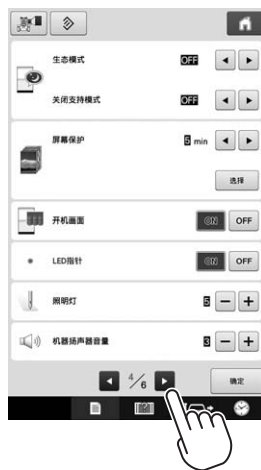 生态模式 OFF
关闭支持模式 OFF
屏幕保护 5 min
选择
开机画面 ON OFF
LED指针 ON OFF
照明灯 5 - +
机器扬声器音量 3 - +
4/6
确定